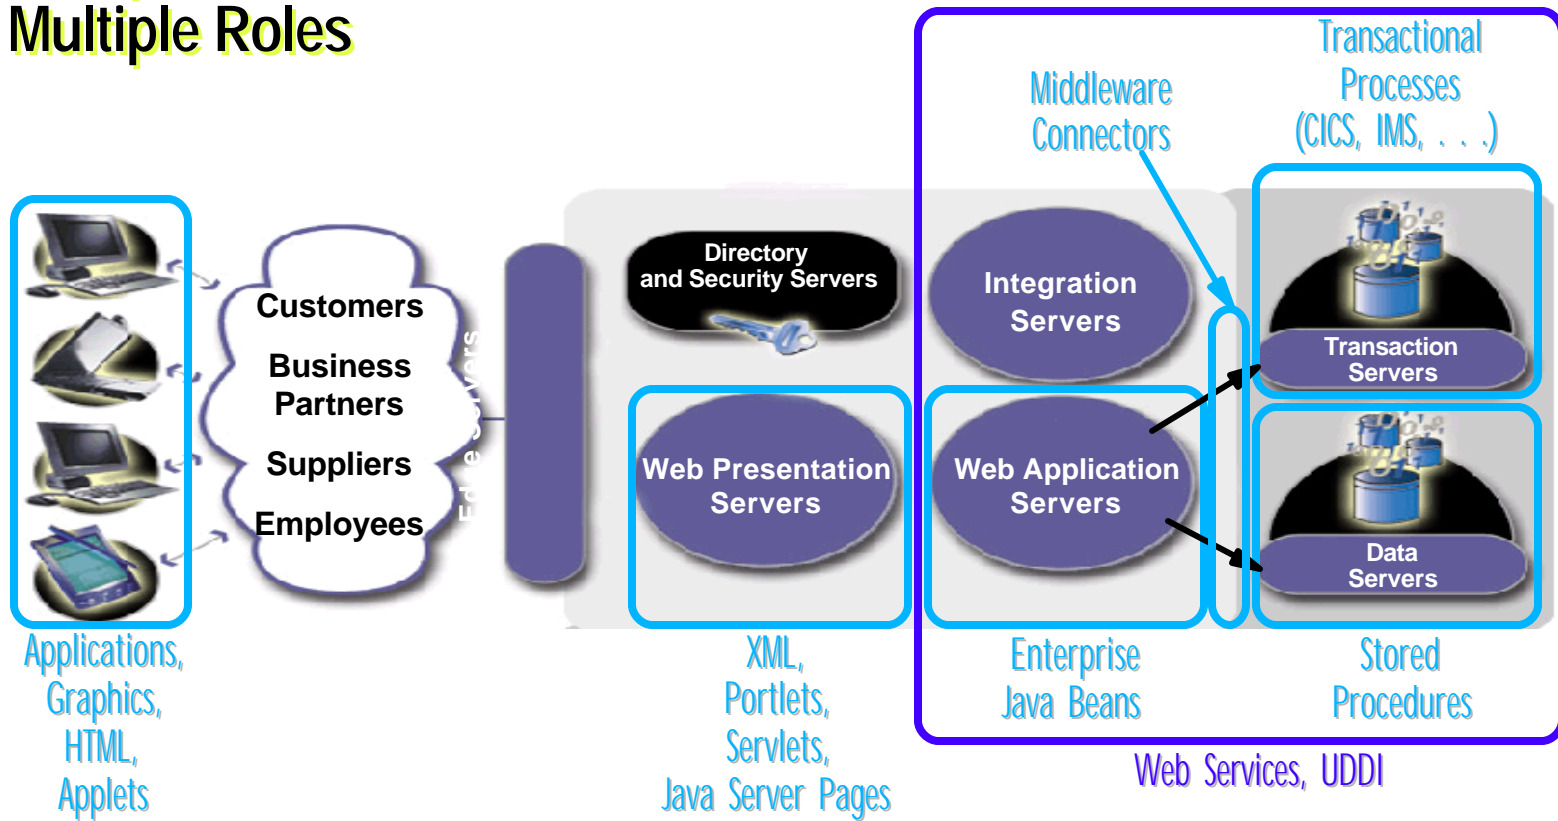 Multiple Roles
Transactional
Processes
(CICS, IMS, . . .)
Middleware
Connectors
Customers
Business
Partners
Suppliers
Employees
Servers
Directory
and Security Servers
Integration
Servers
Transaction
Servers
Web Presentation
Servers
Web Application
Servers
Data
Servers
Applications,
Graphics,
HTML,
Applets
XML,
Portlets,
Servlets,
Java Server Pages
Enterprise
Java Beans
Stored
Procedures
Web Services, UDDI